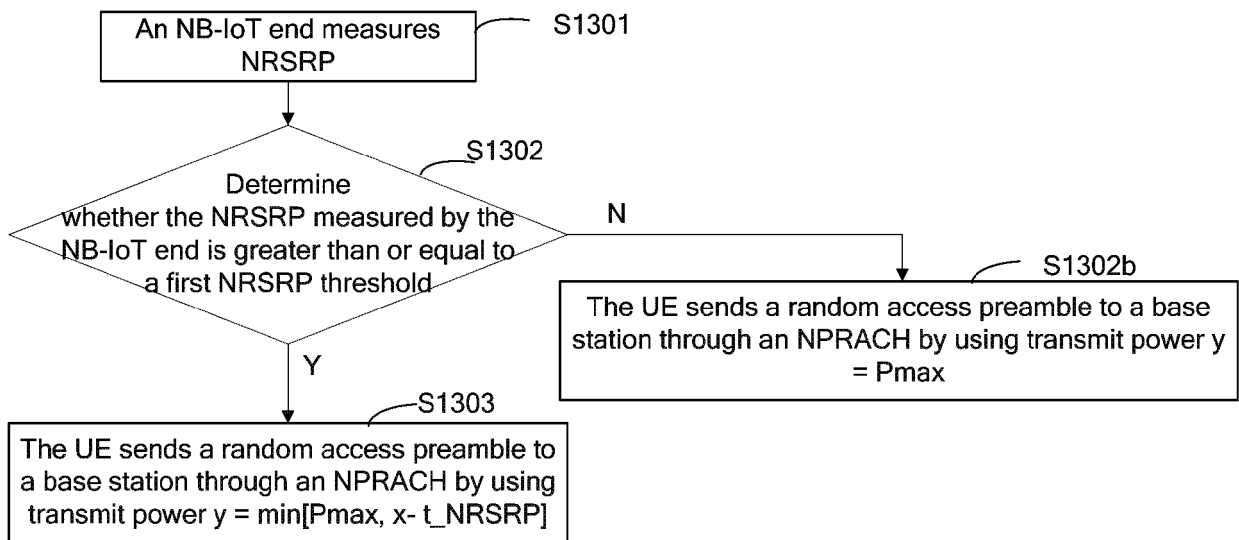 An NB-IoT end measures
NRSRP
S1301
S1302
Determine
whether the NRSRP measured by the
NB-IoT end is greater than or equal to
a first NRSRP threshold
N
S1302b
The UE sends a random access preamble to a base
station through an NPRACH by using transmit power y
= Pmax
Y
S1303
The UE sends a random access preamble to
a base station through an NPRACH by using
transmit power y = min[Pmax, x- t_NRSRP]